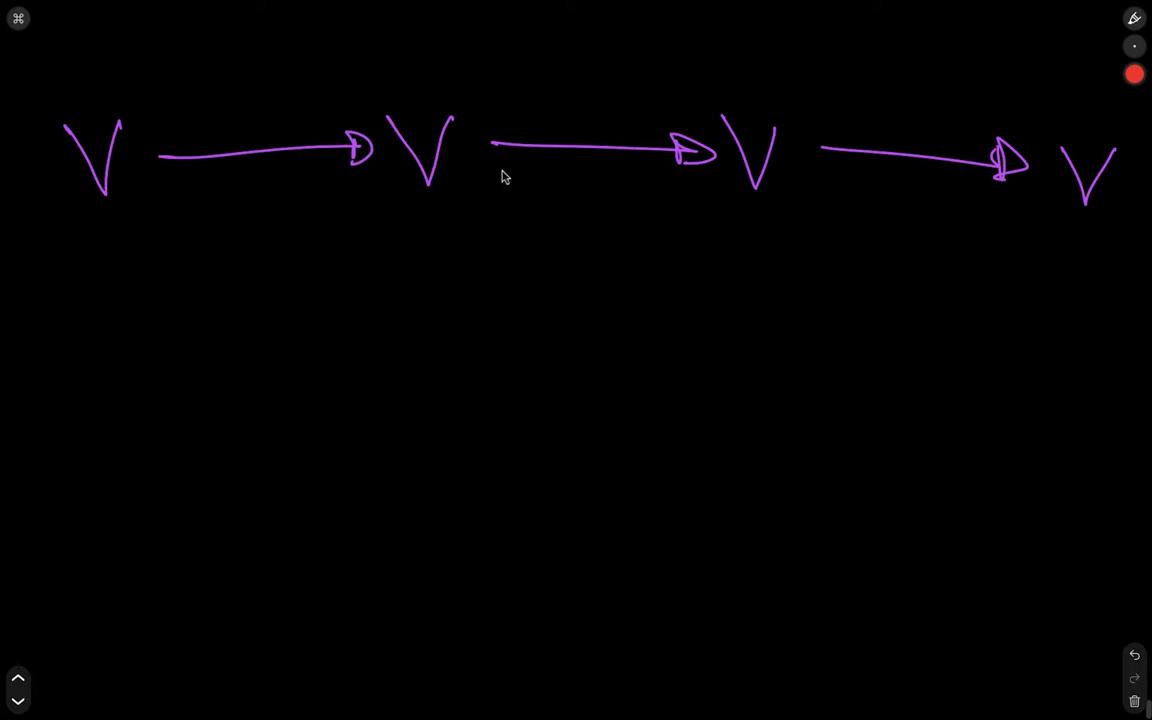 V → V → V → V